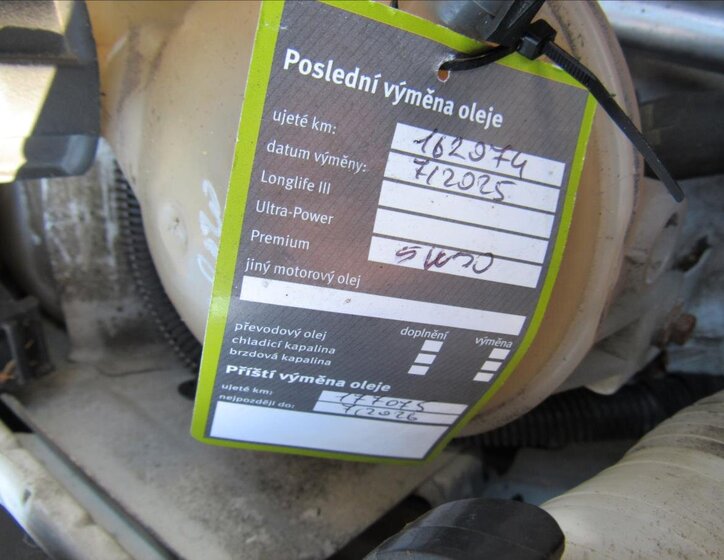 Poslední výměna oleje
ujeté km: 162974
datum výměny: 7/2025
Longlife III
Ultra-Power
Premium 5W30
jiný motorový olej
doplnění výměna
převodový olej
chladicí kapalina
brzdová kapalina
Příští výměna oleje
ujeté km: 177075
nejpozději do: 7/2026